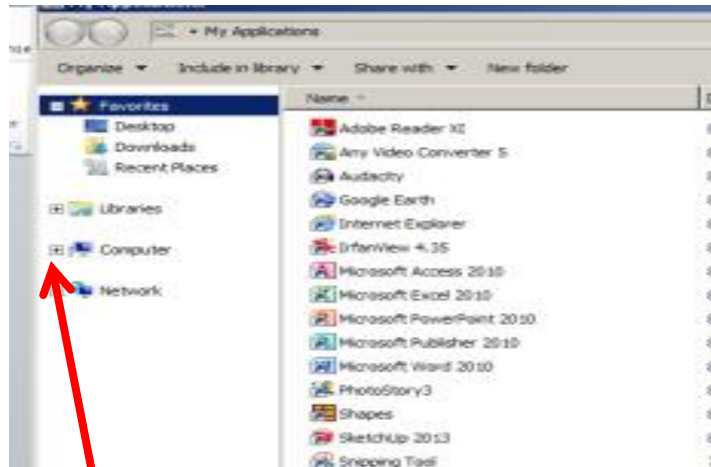 My Applications
Organize Include in library Share with New folder
Favorites
Desktop
Downloads
Recent Places
Libraries
Computer
Network
Name
Adobe Reader XI
Any Video Converter 5
Audacity
Google Earth
Internet Explorer
IrfanView 4.35
Microsoft Access 2010
Microsoft Excel 2010
Microsoft PowerPoint 2010
Microsoft Publisher 2010
Microsoft Word 2010
PhotoStory3
Shapes
SketchUp 2013
Snipping Tool